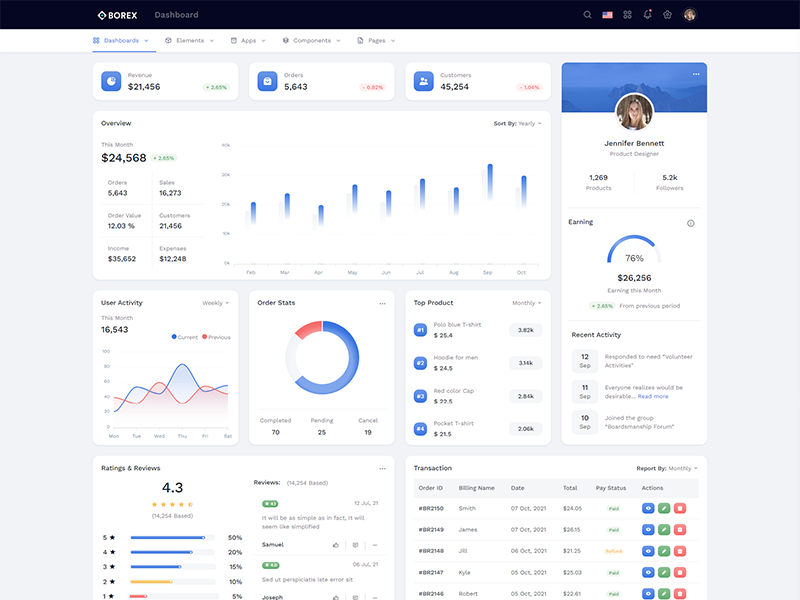 BOREX
Dashboard
Dashboards
Elements
Apps
Components
Pages
Revenue
$21,456
+ 2.65%
Orders
5,643
- 0.82%
Customers
45,254
- 1.04%
Overview
Sort By: Yearly
This Month
$24,568 + 2.65%
Orders
5,643
Sales
16,273
Order Value
12.03 %
Customers
21,456
Income
$35,652
Expenses
$12,248
40k
30k
20k
10k
0k
Feb Mar Apr May Jun Jul Aug Sep Oct
Jennifer Bennett
Product Designer
1,269
Products
5.2k
Followers
Earning
76%
$26,256
Earning this Month
+ 2.65% From previous period
Recent Activity
12
Sep
Responded to need “Volunteer
Activities”
11
Sep
Everyone realizes would be
desirable... Read more
10
Sep
Joined the group
“Boardsmanship Forum”
User Activity
Weekly
This Month
16,543
Current Previous
100
80
60
40
20
0
Mon Tue Wed Thu Fri Sat
Order Stats
Completed
70
Pending
25
Cancel
19
Top Product
Monthly
#1
Polo blue T-shirt
$ 25.4
3.82k
#2
Hoodie for men
$ 24.5
3.14k
#3
Red color Cap
$ 22.5
2.84k
#4
Pocket T-shirt
$ 21.5
2.06k
Ratings & Reviews
4.3
(14,254 Based)
5 50%
4 20%
3 15%
2 10%
1 5%
Reviews: (14,254 Based)
4.1
12 Jul, 21
It will be as simple as in fact, it will
seem like simplified
Samuel
4.0
06 Jul, 21
Sed ut perspiciatis iste error sit
Joseph
Transaction
Report By: Monthly
Order ID Billing Name Date Total Pay Status Actions
#BR2150 Smith 07 Oct, 2021 $24.05 Paid
#BR2149 James 07 Oct, 2021 $26.15 Paid
#BR2148 Jill 06 Oct, 2021 $21.25 Refund
#BR2147 Kyle 05 Oct, 2021 $25.03 Paid
#BR2146 Robert 05 Oct, 2021 $22.61 Paid